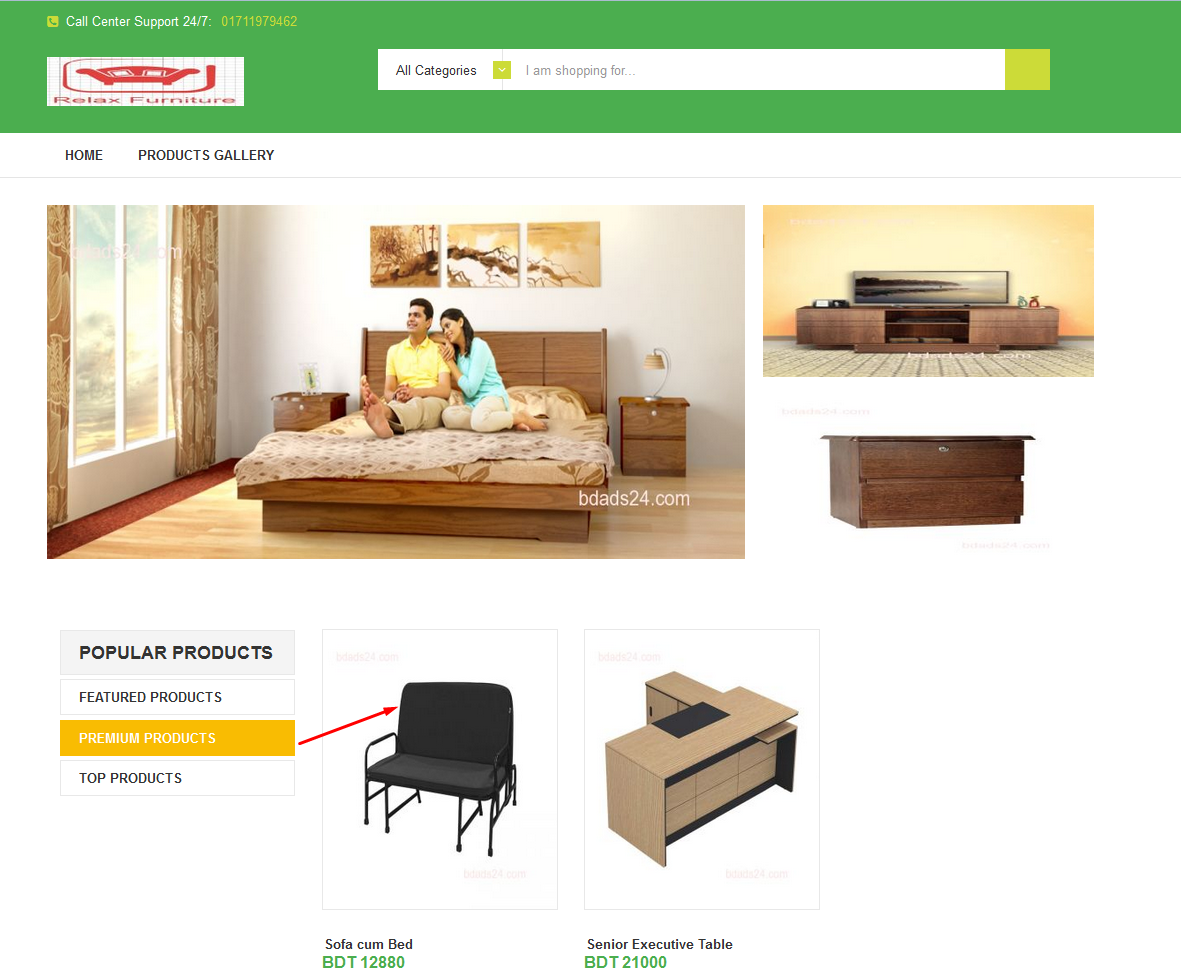 Call Center Support 24/7: 01711979462
Relax Furniture
All Categories
I am shopping for...
HOME
PRODUCTS GALLERY
bdads24.com
bdads24.com
bdads24.com
bdads24.com
bdads24.com
POPULAR PRODUCTS
FEATURED PRODUCTS
PREMIUM PRODUCTS
TOP PRODUCTS
bdads24.com
bdads24.com
bdads24.com
bdads24.com
Sofa cum Bed
BDT 12880
Senior Executive Table
BDT 21000